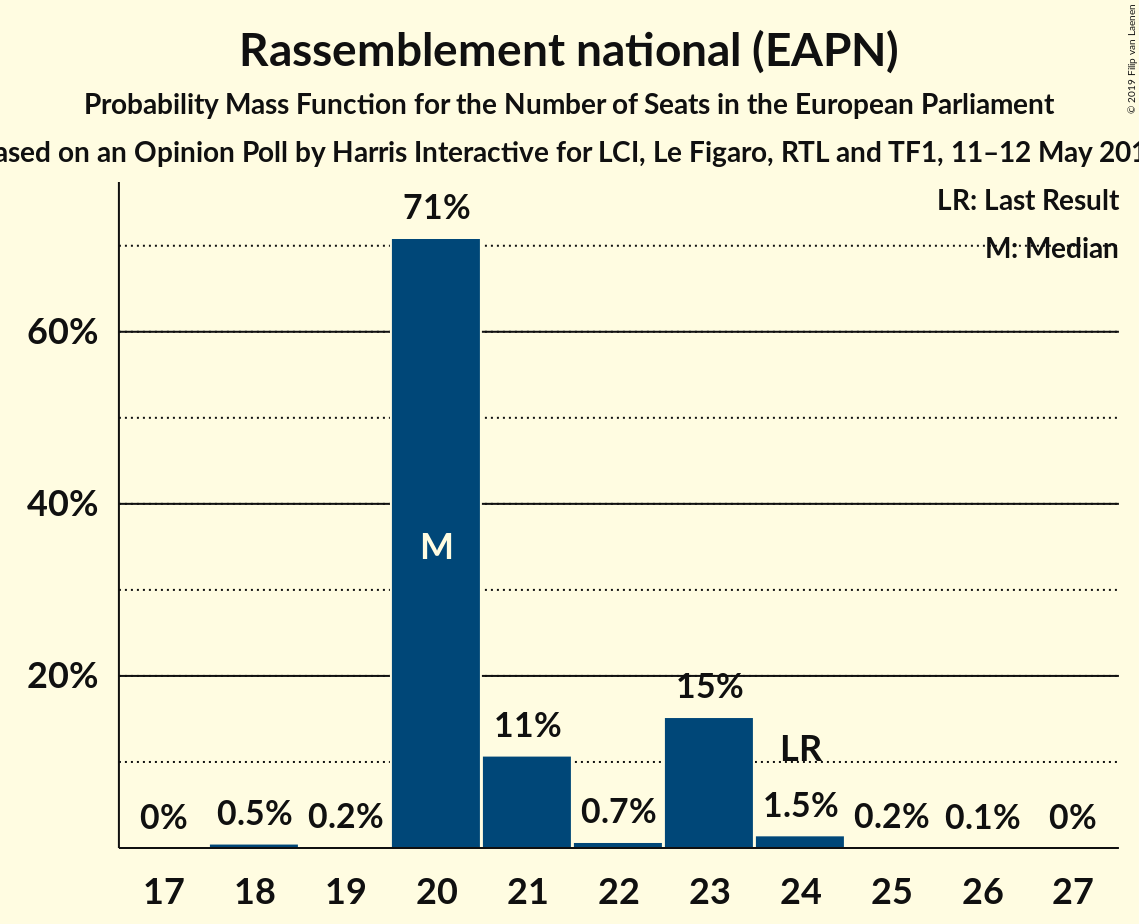 Rassemblement national (EAPN)
Probability Mass Function for the Number of Seats in the European Parliament
ased on an Opinion Poll by Harris Interactive for LCI, Le Figaro, RTL and TF1, 11–12 May 201
© 2019 Filip van Laenen
LR: Last Result
M: Median
71%
60%
40%
M
20%
15%
11%
LR
0%
0.5%
0.2%
0.7%
1.5%
0.2%
0.1%
0%
17 18 19 20 21 22 23 24 25 26 27